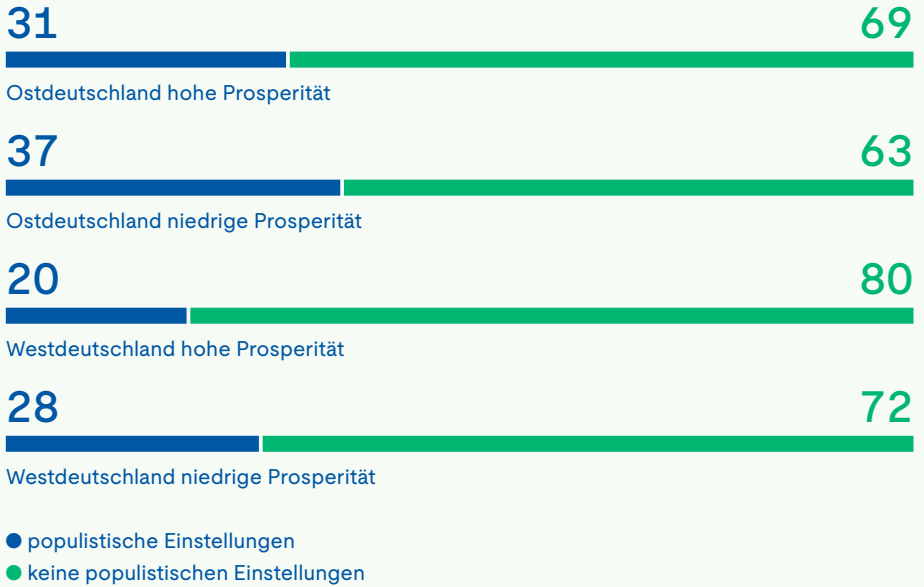 31 69
Ostdeutschland hohe Prosperität
37 63
Ostdeutschland niedrige Prosperität
20 80
Westdeutschland hohe Prosperität
28 72
Westdeutschland niedrige Prosperität
populistische Einstellungen
keine populistischen Einstellungen